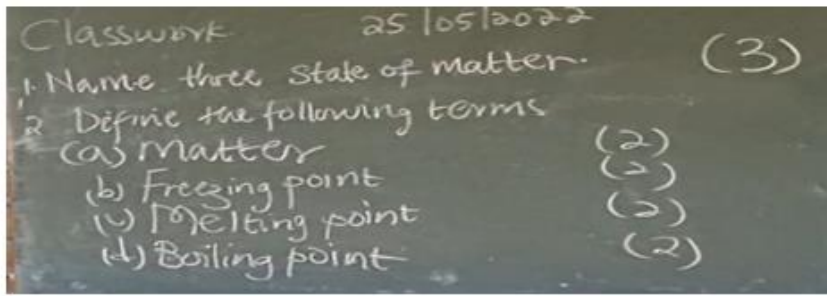 Classwork 25/05/2022
1. Name three state of matter. (3)
2 Define the following terms
(a) matter (2)
(b) Freezing point (2)
(c) Melting point (2)
(d) Boiling point (2)